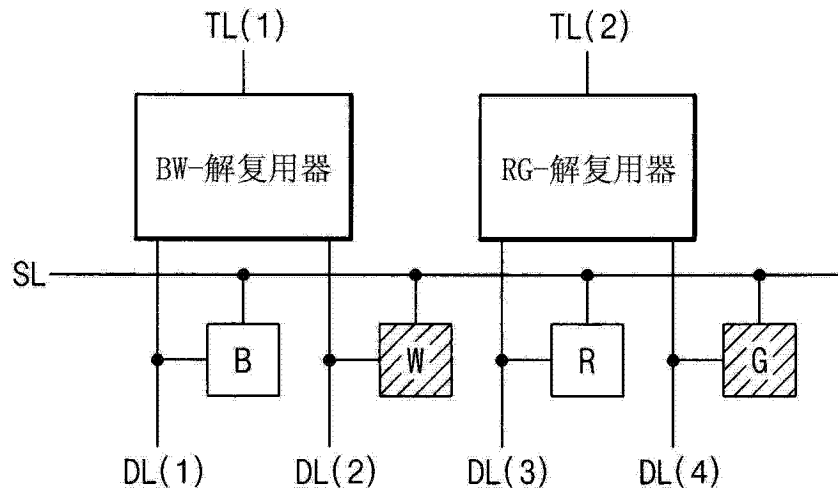 TL(1) TL(2)
BW-解复用器 RG-解复用器
SL
B W R G
DL(1) DL(2) DL(3) DL(4)